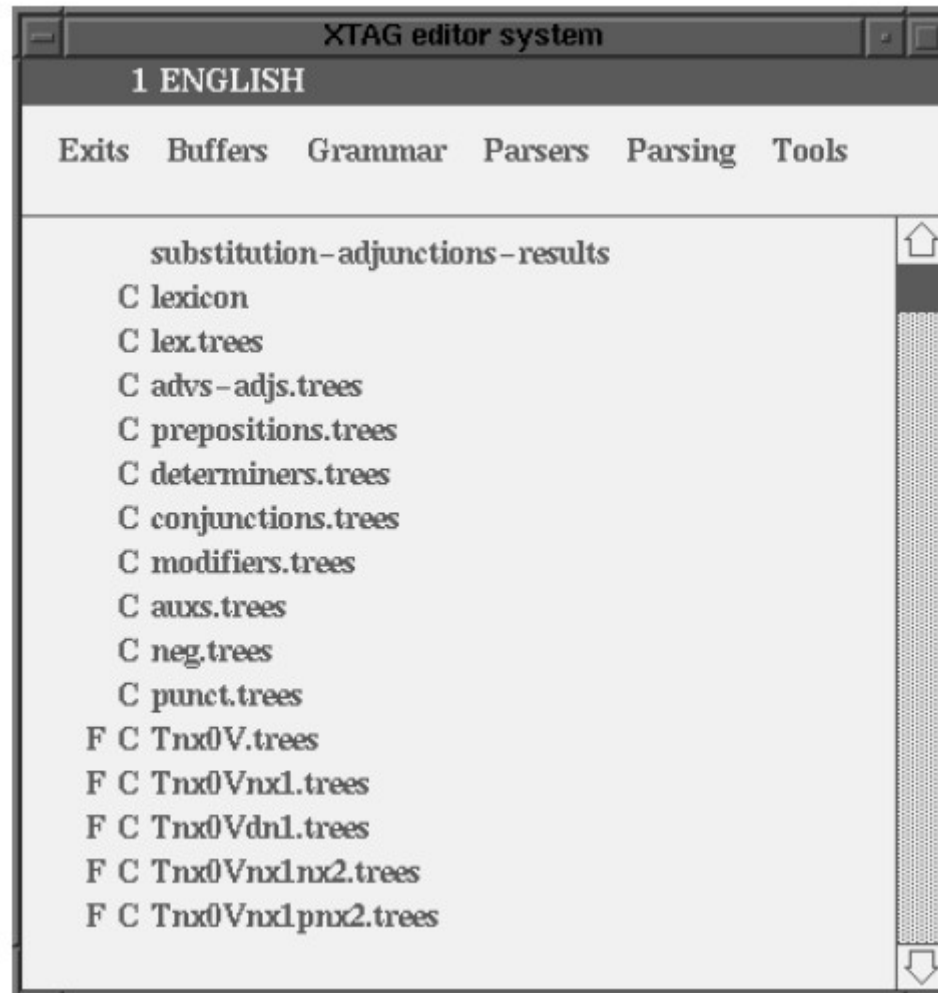 XTAG editor system
1 ENGLISH
Exits Buffers Grammar Parsers Parsing Tools
substitution-adjunctions-results
C lexicon
C lex.trees
C advs-adjs.trees
C prepositions.trees
C determiners.trees
C conjunctions.trees
C modifiers.trees
C auxs.trees
C neg.trees
C punct.trees
F C Tnx0V.trees
F C Tnx0Vnx1.trees
F C Tnx0Vdn1.trees
F C Tnx0Vnx1nx2.trees
F C Tnx0Vnx1pnx2.trees